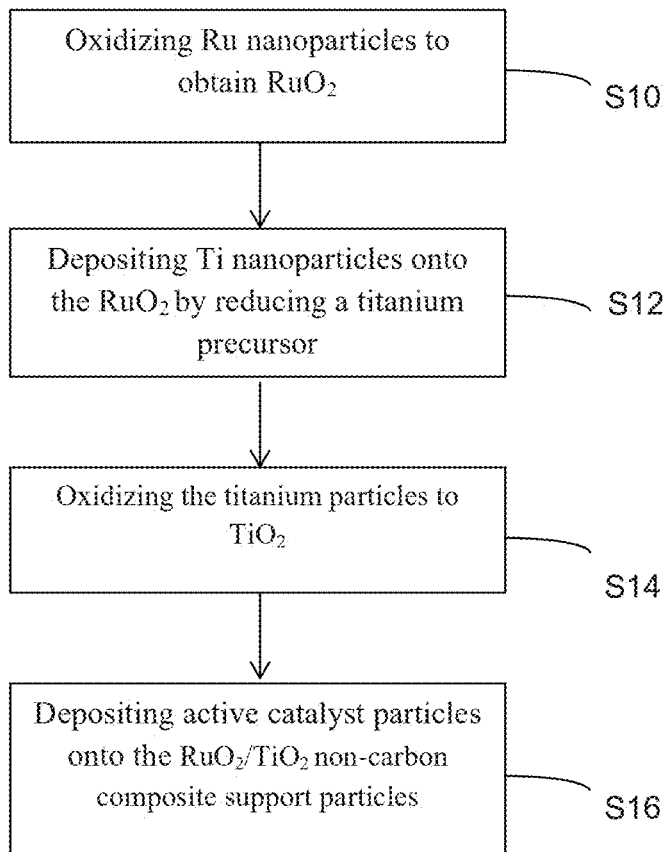 Oxidizing Ru nanoparticles to
obtain RuO₂
S10
Depositing Ti nanoparticles onto
the RuO₂ by reducing a titanium
precursor
S12
Oxidizing the titanium particles to
TiO₂
S14
Depositing active catalyst particles
onto the RuO₂/TiO₂ non-carbon
composite support particles
S16